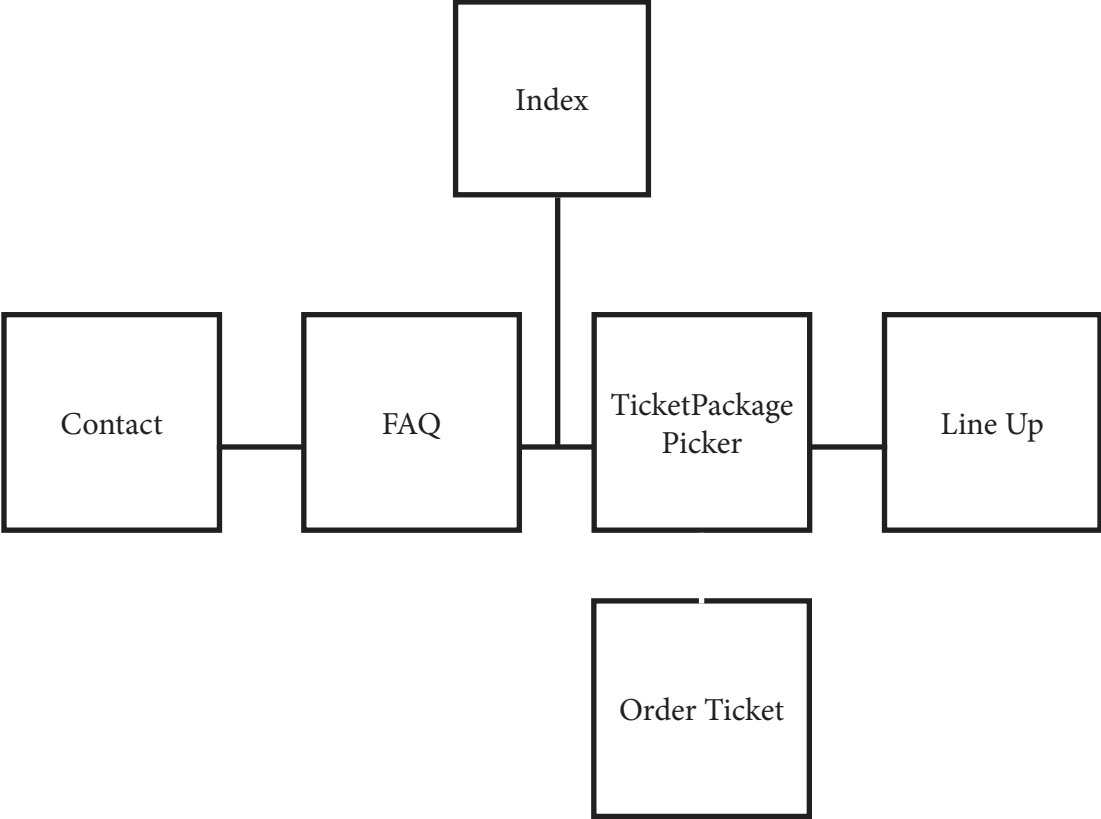 Index
Contact
FAQ
TicketPackage
Picker
Line Up
Order Ticket